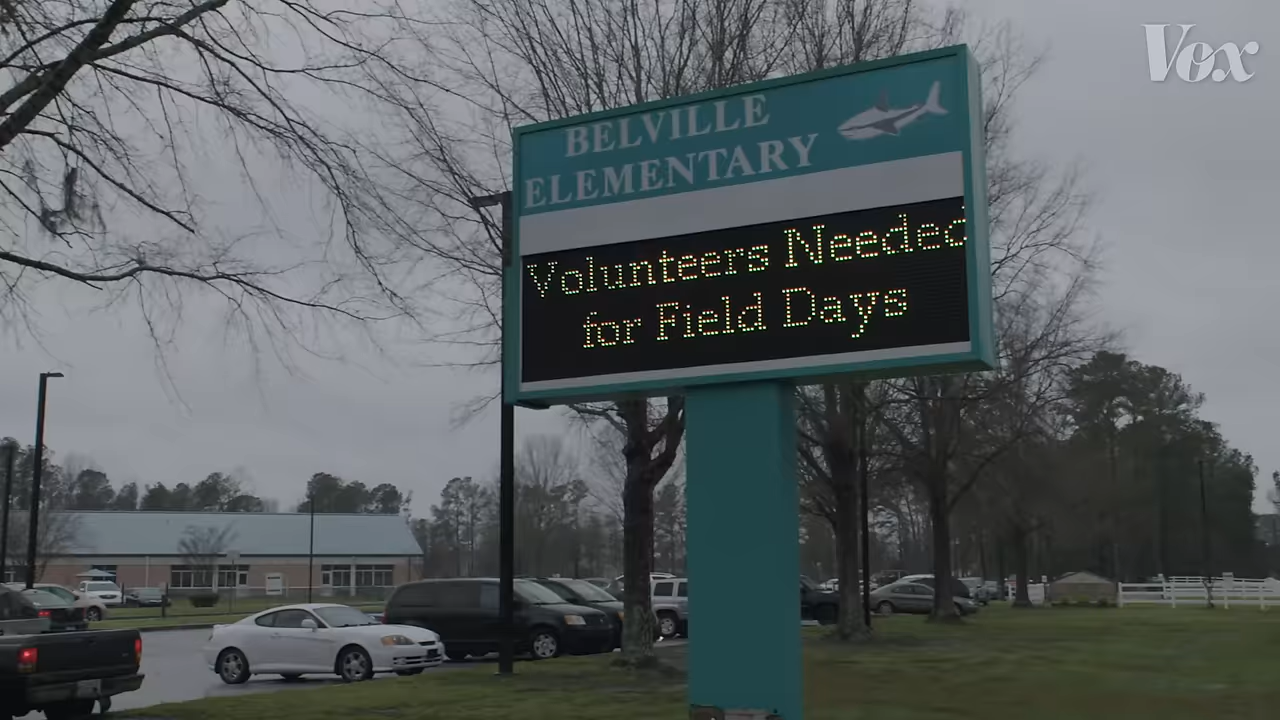 Vox
BELVILLE
ELEMENTARY
Volunteers Needed
for Field Days